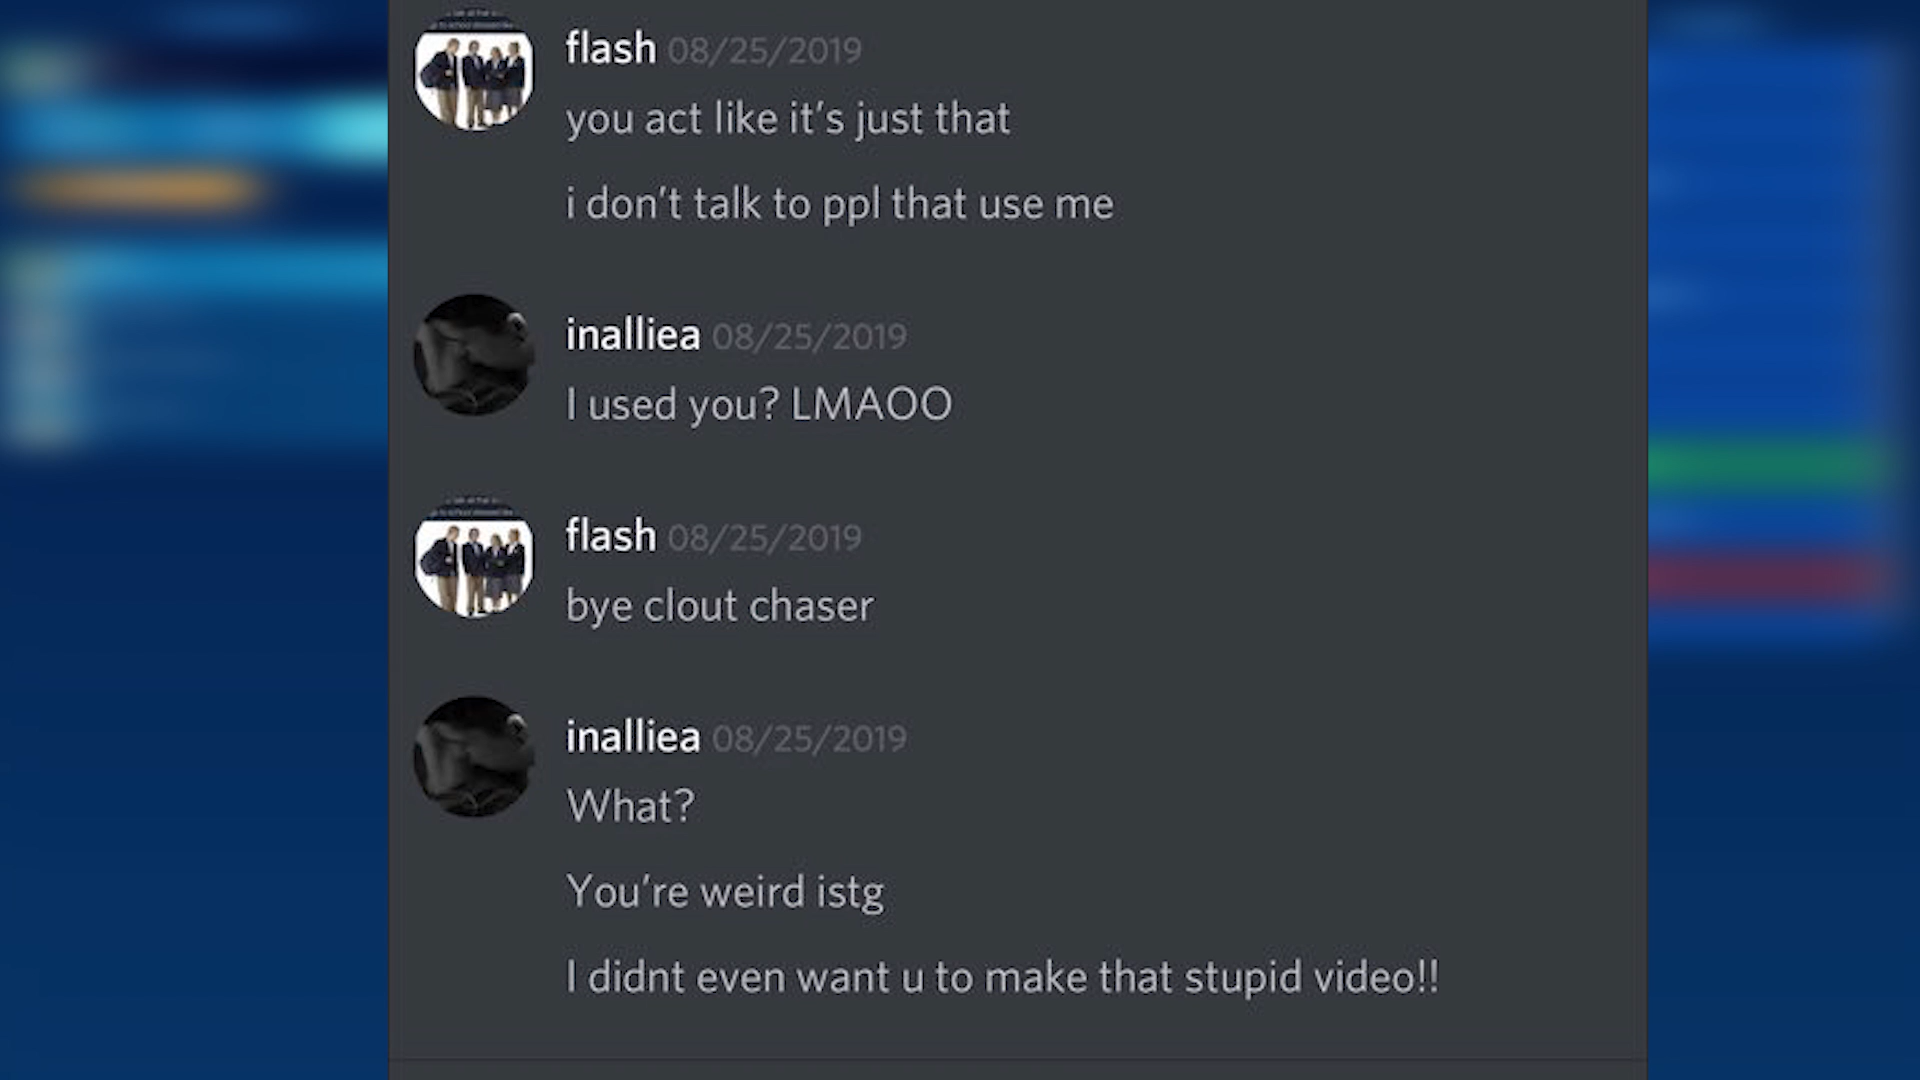 flash 08/25/2019
you act like it's just that
i don't talk to ppl that use me
inalliea 08/25/2019
I used you? LMAOO
flash 08/25/2019
bye clout chaser
inalliea 08/25/2019
What?
You're weird istg
I didnt even want u to make that stupid video!!